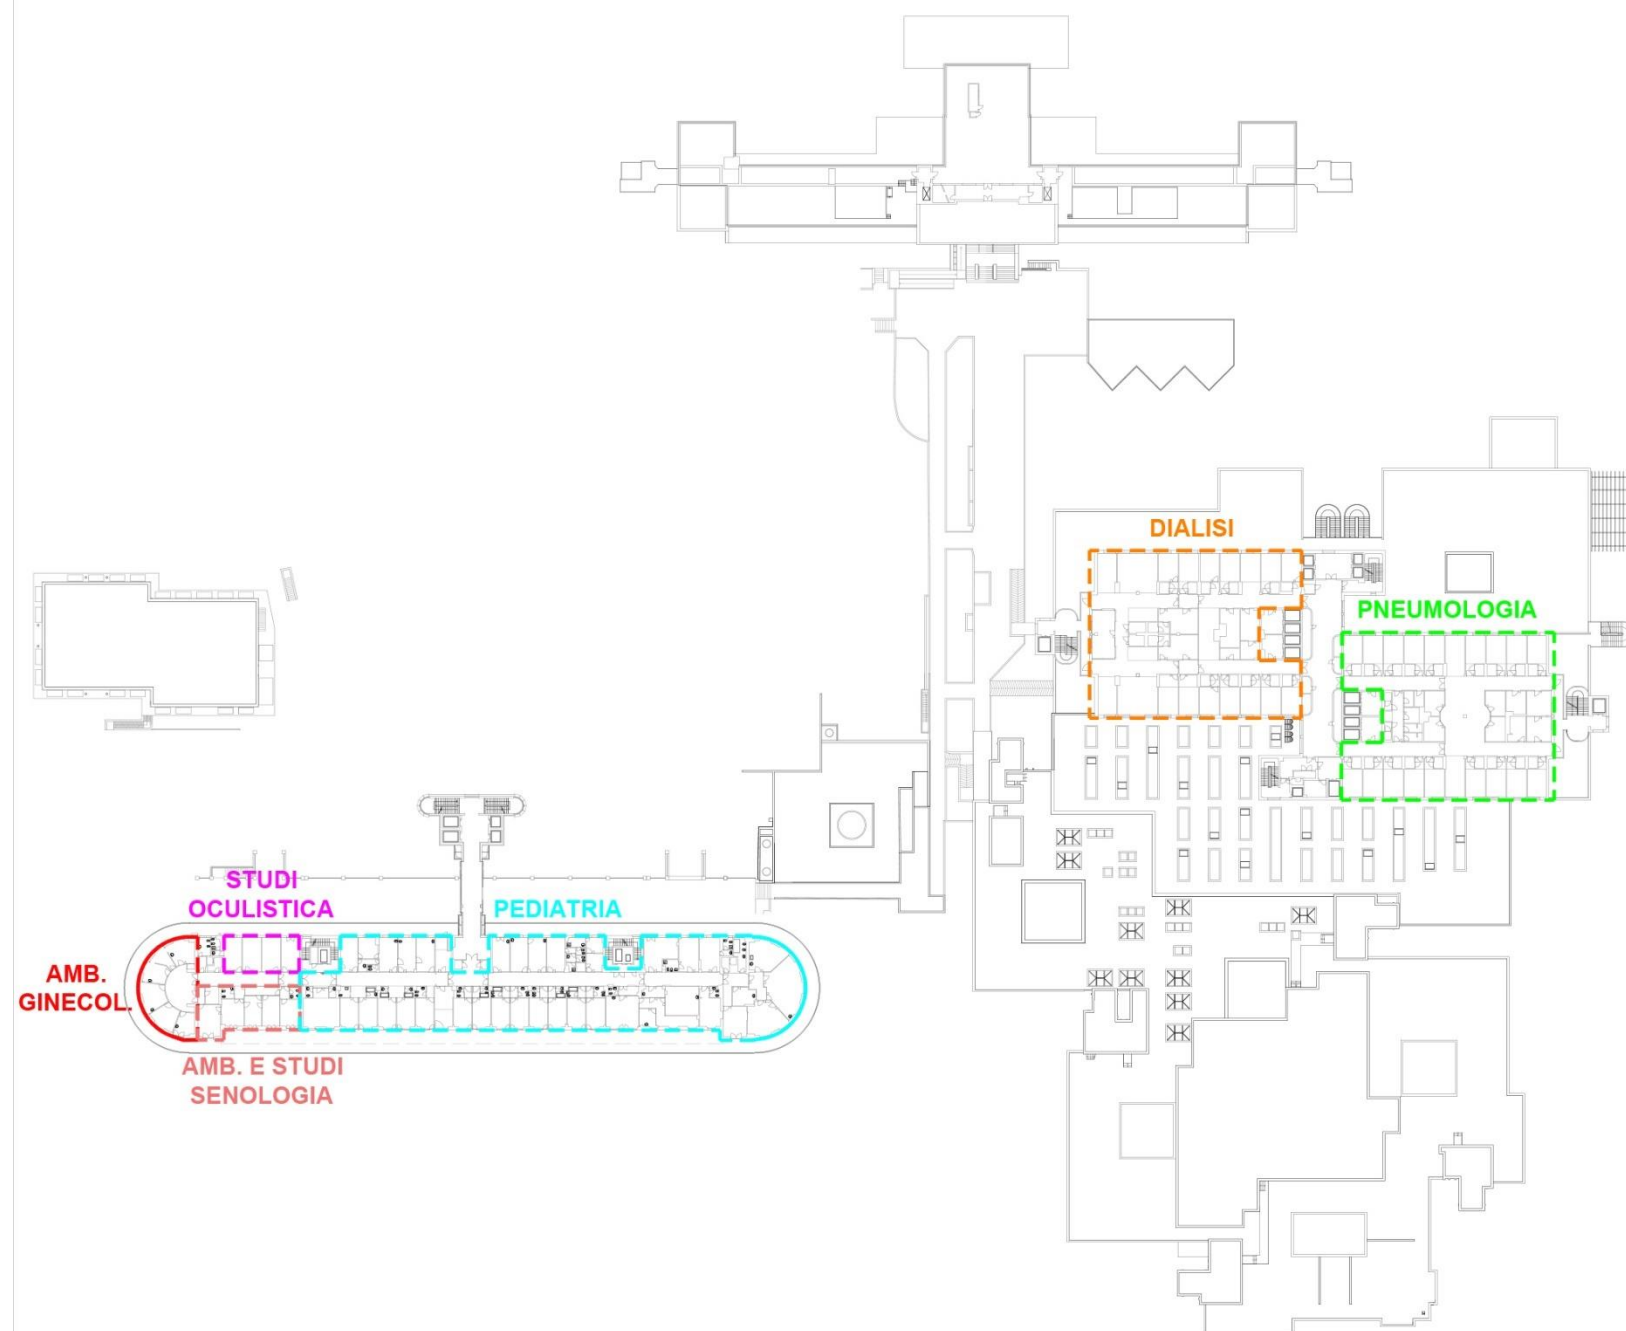 DIALISI
PNEUMOLOGIA
STUDI
OCULISTICA
PEDIATRIA
AMB.
GINECOL.
AMB. E STUDI
SENOLOGIA